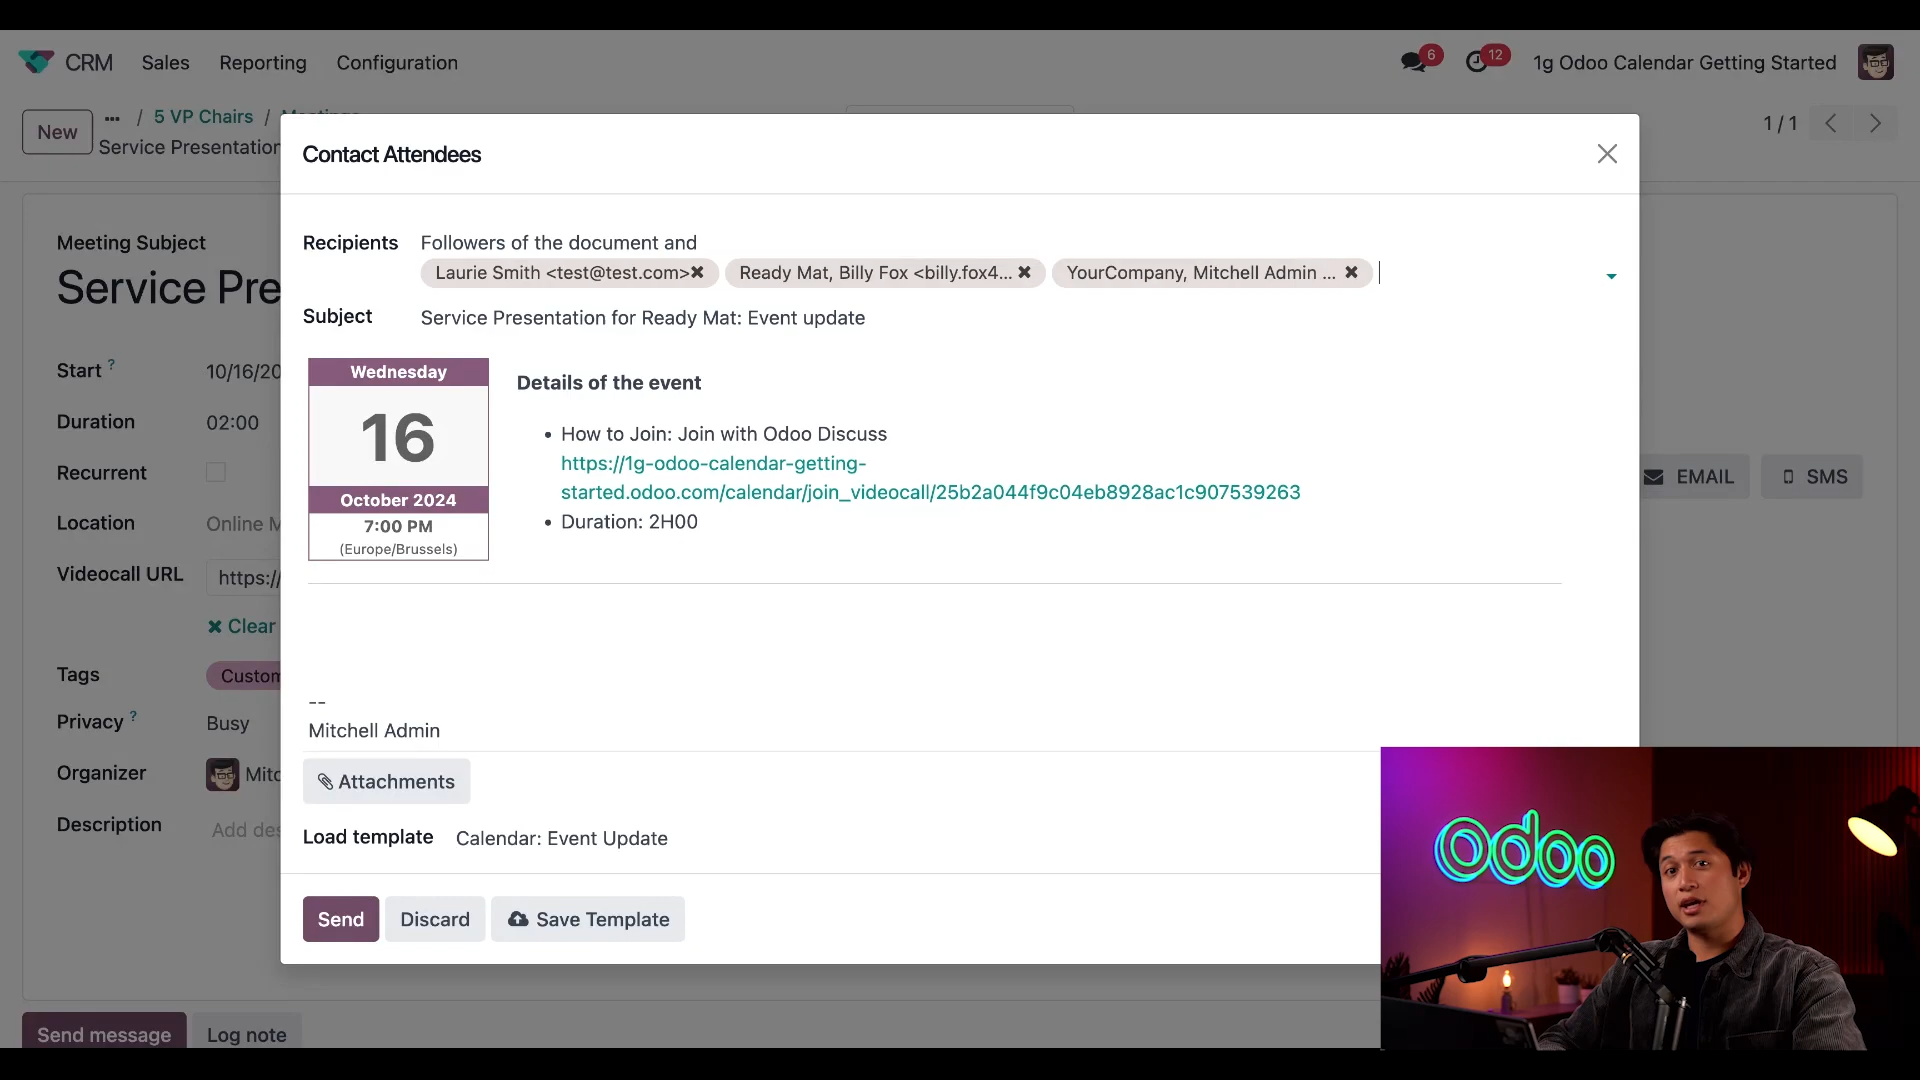 CRM
Sales
Reporting
Configuration
6
12
1g Odoo Calendar Getting Started
New
... / 5 VP Chairs /
Service Presentation
1 / 1
Contact Attendees
Recipients
Followers of the document and
Laurie Smith <test@test.com>
Ready Mat, Billy Fox <billy.fox4...
YourCompany, Mitchell Admin ...
Subject
Service Presentation for Ready Mat: Event update
Meeting Subject
Service Pre
Start ?
10/16/20
Duration
02:00
Recurrent
Location
Online M
Videocall URL
https://
Clear
Tags
Custom
Privacy ?
Busy
Organizer
Mitc
Description
Add des
EMAIL
SMS
Wednesday
16
October 2024
7:00 PM
(Europe/Brussels)
Details of the event
• How to Join: Join with Odoo Discuss
https://1g-odoo-calendar-getting-
started.odoo.com/calendar/join_videocall/25b2a044f9c04eb8928ac1c907539263
• Duration: 2H00
--
Mitchell Admin
Attachments
Load template
Calendar: Event Update
Send
Discard
Save Template
Send message
Log note
odoo